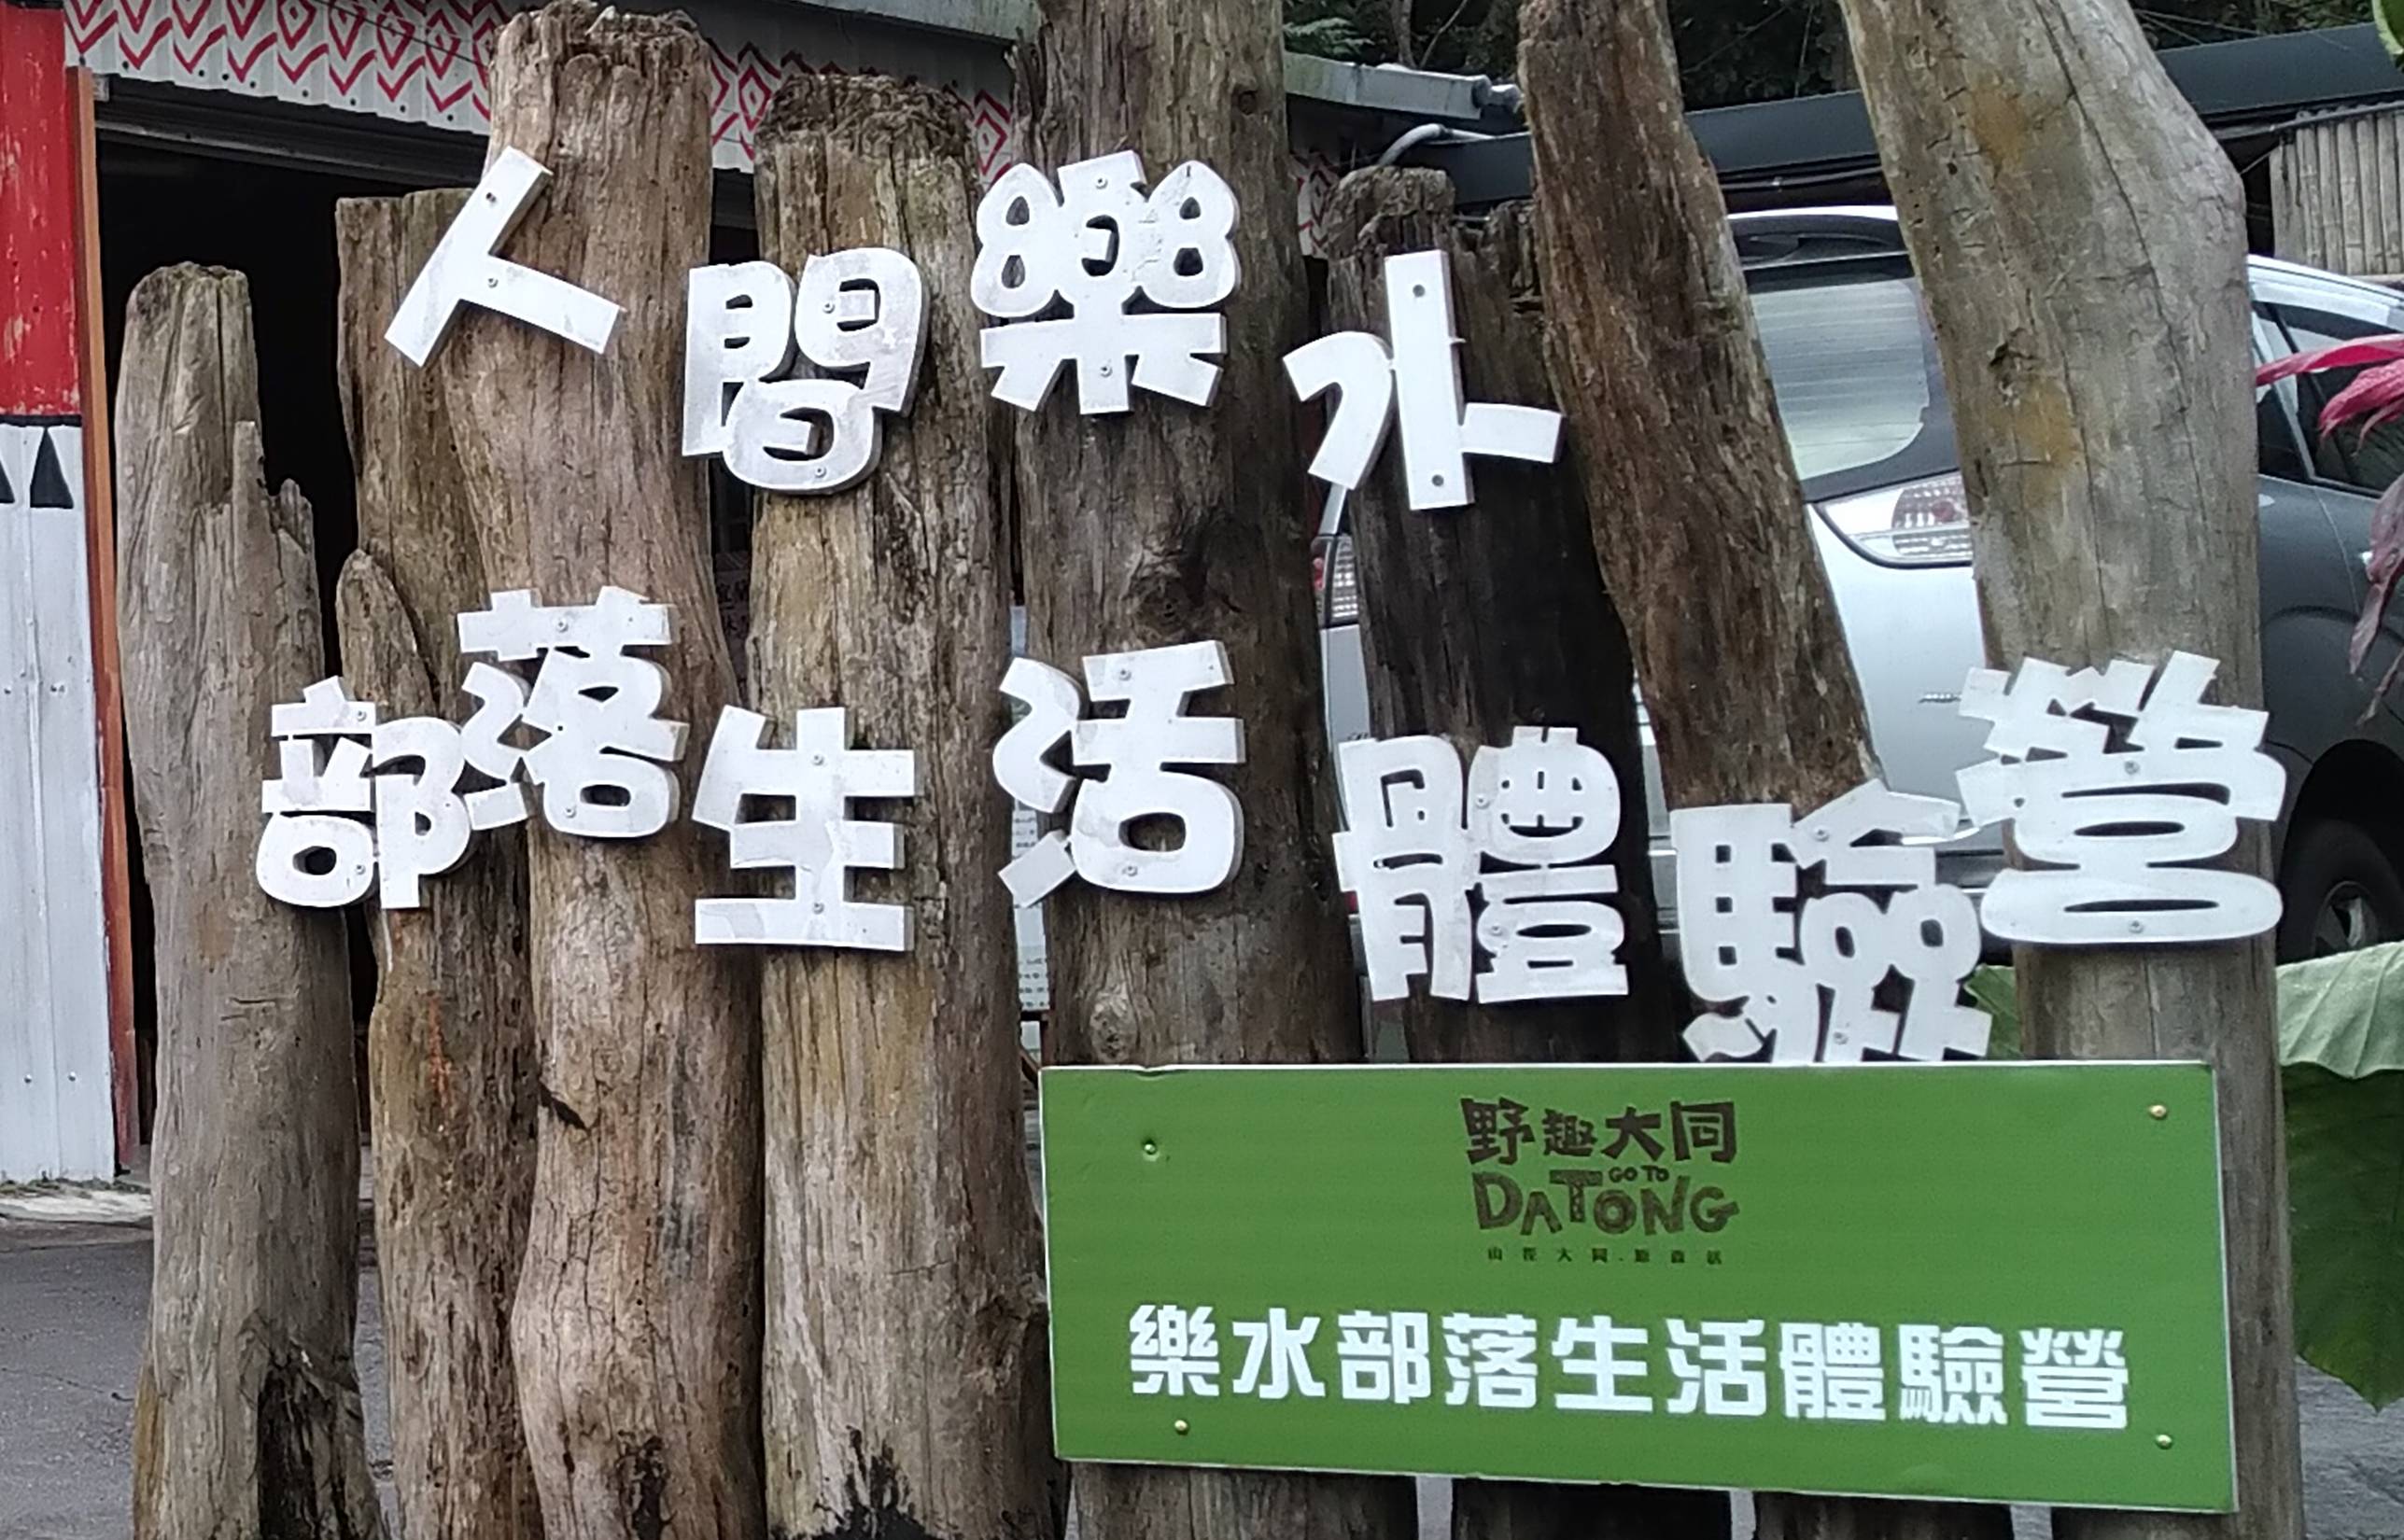 人間樂水
部落生活體驗營
野趣大同
GO TO
DATONG
樂水部落生活體驗營